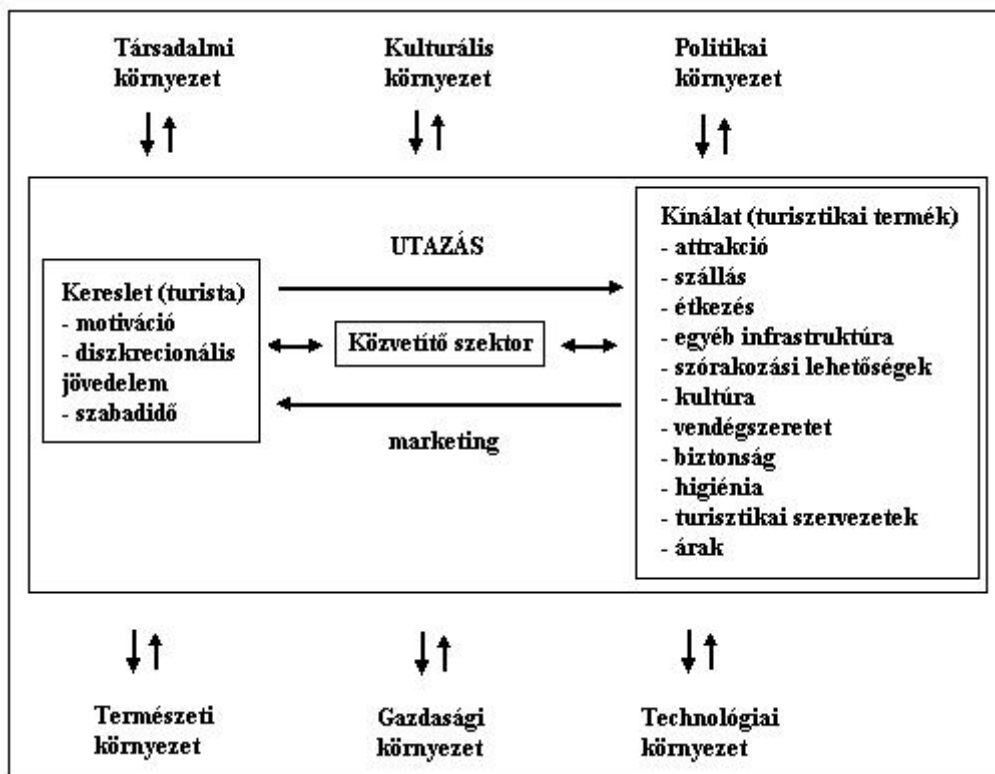 Társadalmi
környezet
Kulturális
környezet
Politikai
környezet
UTAZÁS
Kereslet (turista)
- motiváció
- diszkrecionális
jövedelem
- szabadidő
Közvetítő szektor
marketing
Kínálat (turisztikai termék)
- attrakció
- szállás
- étkezés
- egyéb infrastruktúra
- szórakozási lehetőségek
- kultúra
- vendégszeretet
- biztonság
- higiénia
- turisztikai szervezetek
- árak
Természeti
környezet
Gazdasági
környezet
Technológiai
környezet